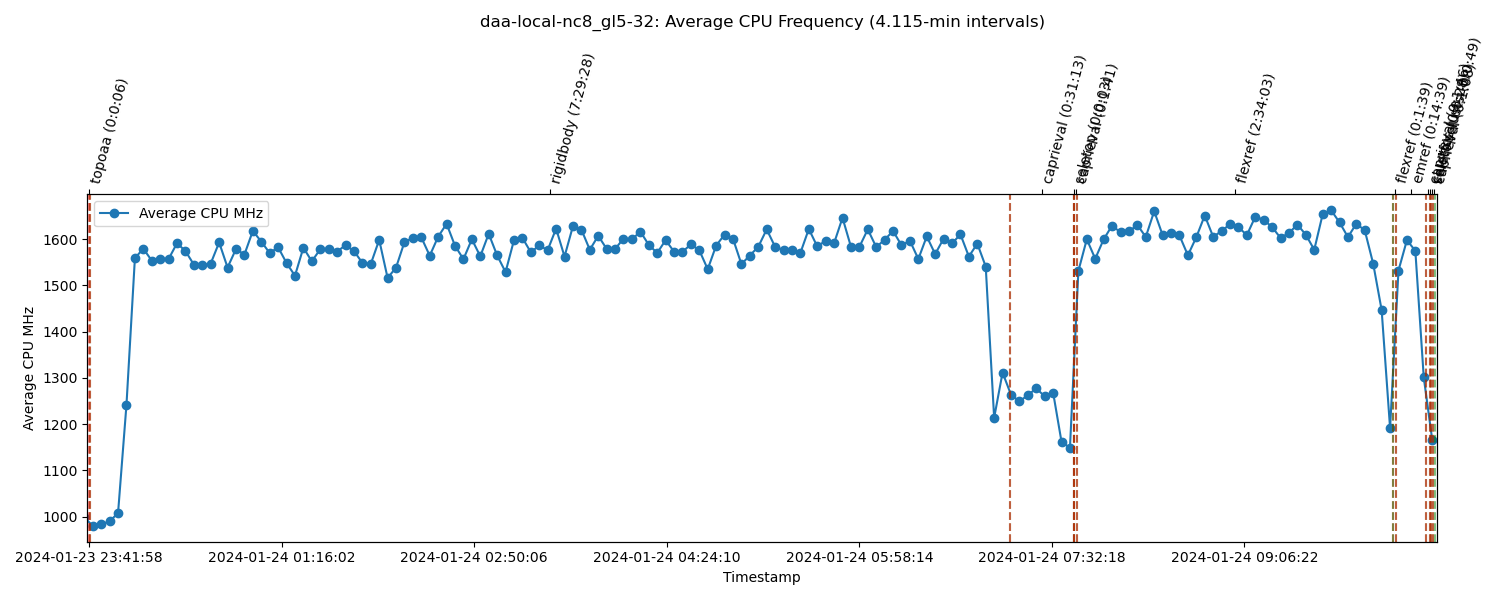 daa-local-nc8_gl5-32: Average CPU Frequency (4.115-min intervals)
topoaa (0:0:06)
rigidbody (7:29:28)
caprieval (0:31:13)
caprieval (0:1:41)
flexref (2:34:03)
flexref (0:1:39)
emref (0:14:39)
Average CPU MHz
1600
1500
1400
1300
1200
1100
1000
Average CPU MHz
2024-01-23 23:41:58
2024-01-24 01:16:02
2024-01-24 02:50:06
2024-01-24 04:24:10
2024-01-24 05:58:14
2024-01-24 07:32:18
2024-01-24 09:06:22
Timestamp